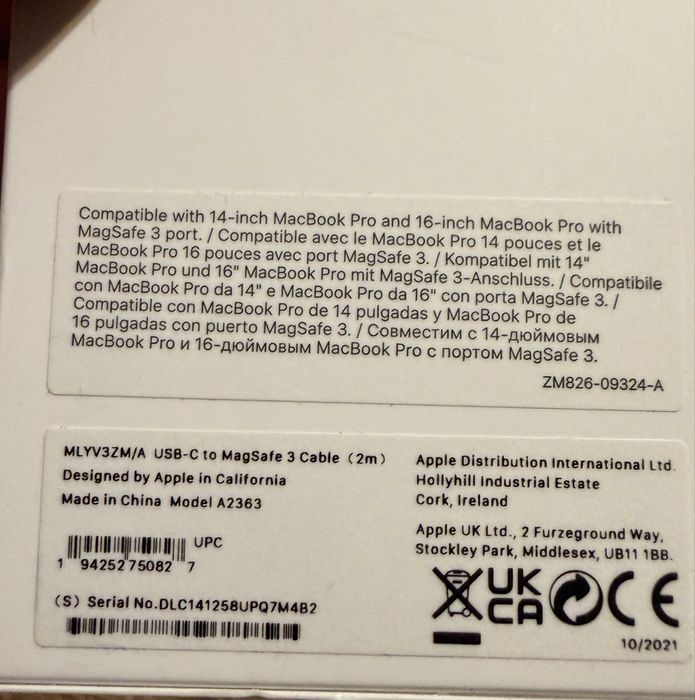 Compatible with 14-inch MacBook Pro and 16-inch MacBook Pro with
MagSafe 3 port. / Compatible avec le MacBook Pro 14 pouces et le
MacBook Pro 16 pouces avec port MagSafe 3. / Kompatibel mit 14"
MacBook Pro und 16" MacBook Pro mit MagSafe 3-Anschluss. / Compatibile
con MacBook Pro da 14" e MacBook Pro da 16" con porta MagSafe 3. /
Compatible con MacBook Pro de 14 pulgadas y MacBook Pro de
16 pulgadas con puerto MagSafe 3. / Совместим с 14-дюймовым
MacBook Pro и 16-дюймовым MacBook Pro с портом MagSafe 3.
ZM826-09324-A
MLYV3ZM/A USB-C to MagSafe 3 Cable (2m)
Designed by Apple in California
Made in China Model A2363
UPC
1 94252 75082 7
(S) Serial No.DLC141258UPQ7M4B2
Apple Distribution International Ltd.
Hollyhill Industrial Estate
Cork, Ireland
Apple UK Ltd., 2 Furzeground Way,
Stockley Park, Middlesex, UB11 1BB.
UK
CA
CE
10/2021